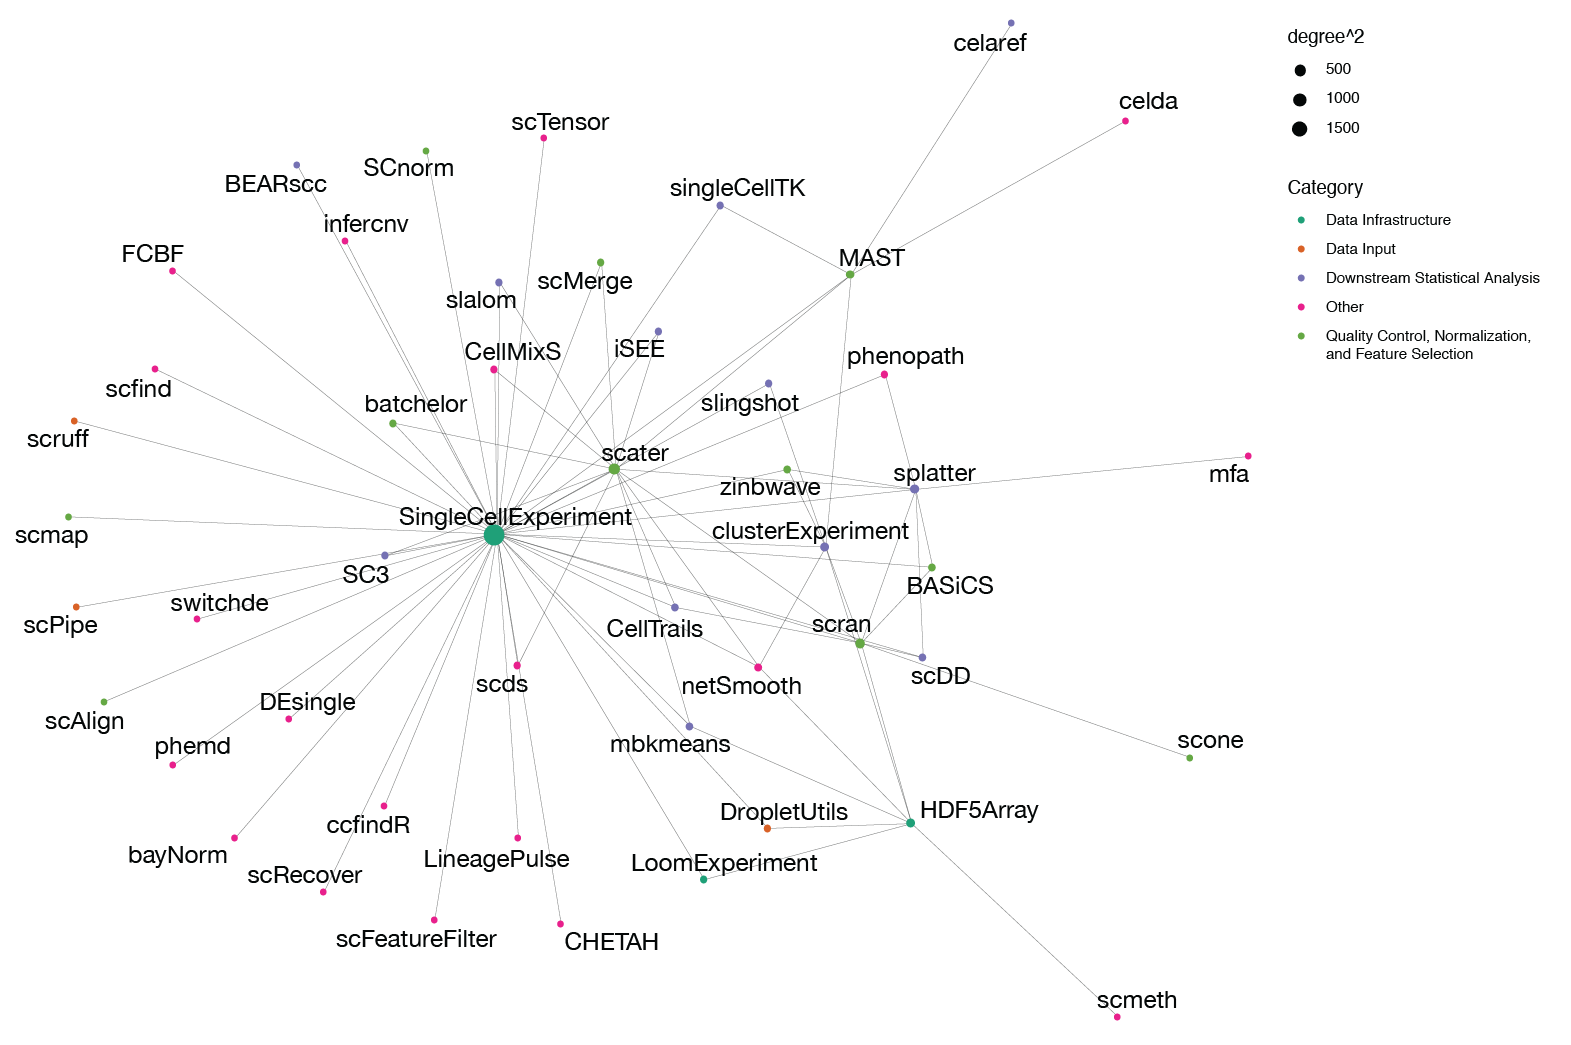 celaref
degree^2
500
celda
1000
scTensor
1500
SCnorm
BEARscc
singleCellTK
Category
infercnv
Data Infrastructure
FCBF
MAST
Data Input
scMerge
Downstream Statistical Analysis
slalom
Other
Quality Control, Normalization,
and Feature Selection
CellMixS
iSEE
phenopath
scfind
batchelor
slingshot
scruff
scater
splatter
mfa
zinbwave
SingleCellExperiment
clusterExperiment
scmap
SC3
BASiCS
switchde
scPipe
CellTrails
scran
scds
netSmooth
scDD
DEsingle
scAlign
phemd
mbkmeans
scone
DropletUtils
HDF5Array
ccfindR
bayNorm
LineagePulse
LoomExperiment
scRecover
scFeatureFilter
CHETAH
scmeth